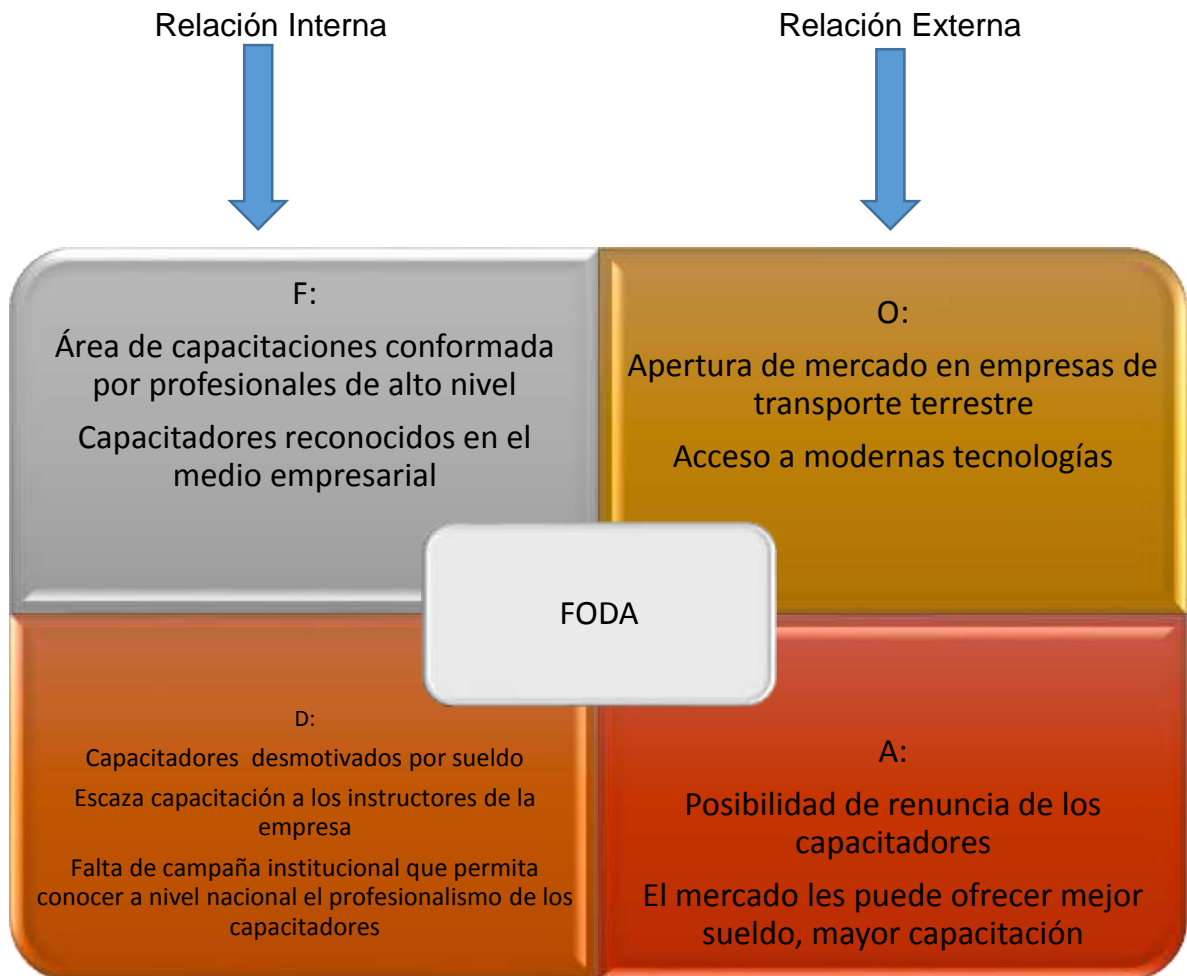 Relación Interna
Relación Externa
F:
Área de capacitaciones conformada
por profesionales de alto nivel
Capacitadores reconocidos en el
medio empresarial
O:
Apertura de mercado en empresas de
transporte terrestre
Acceso a modernas tecnologías
FODA
D:
Capacitadores desmotivados por sueldo
Escaza capacitación a los instructores de la
empresa
Falta de campaña institucional que permita
conocer a nivel nacional el profesionalismo de los
capacitadores
A:
Posibilidad de renuncia de los
capacitadores
El mercado les puede ofrecer mejor
sueldo, mayor capacitación